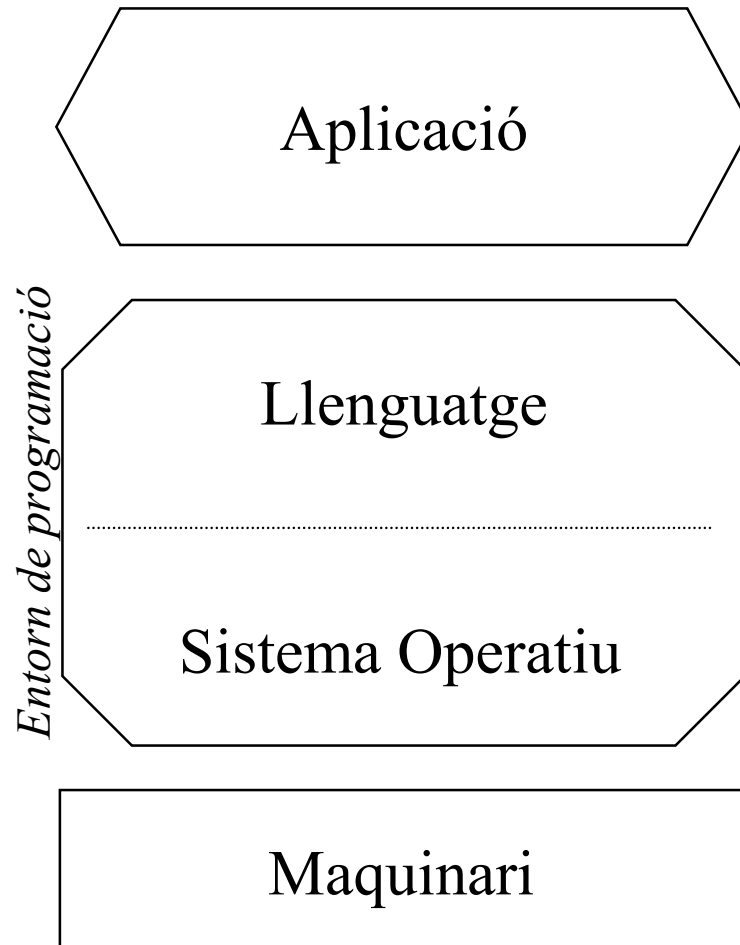 Aplicació
Entorn de programació
Llenguatge
Sistema Operatiu
Maquinari